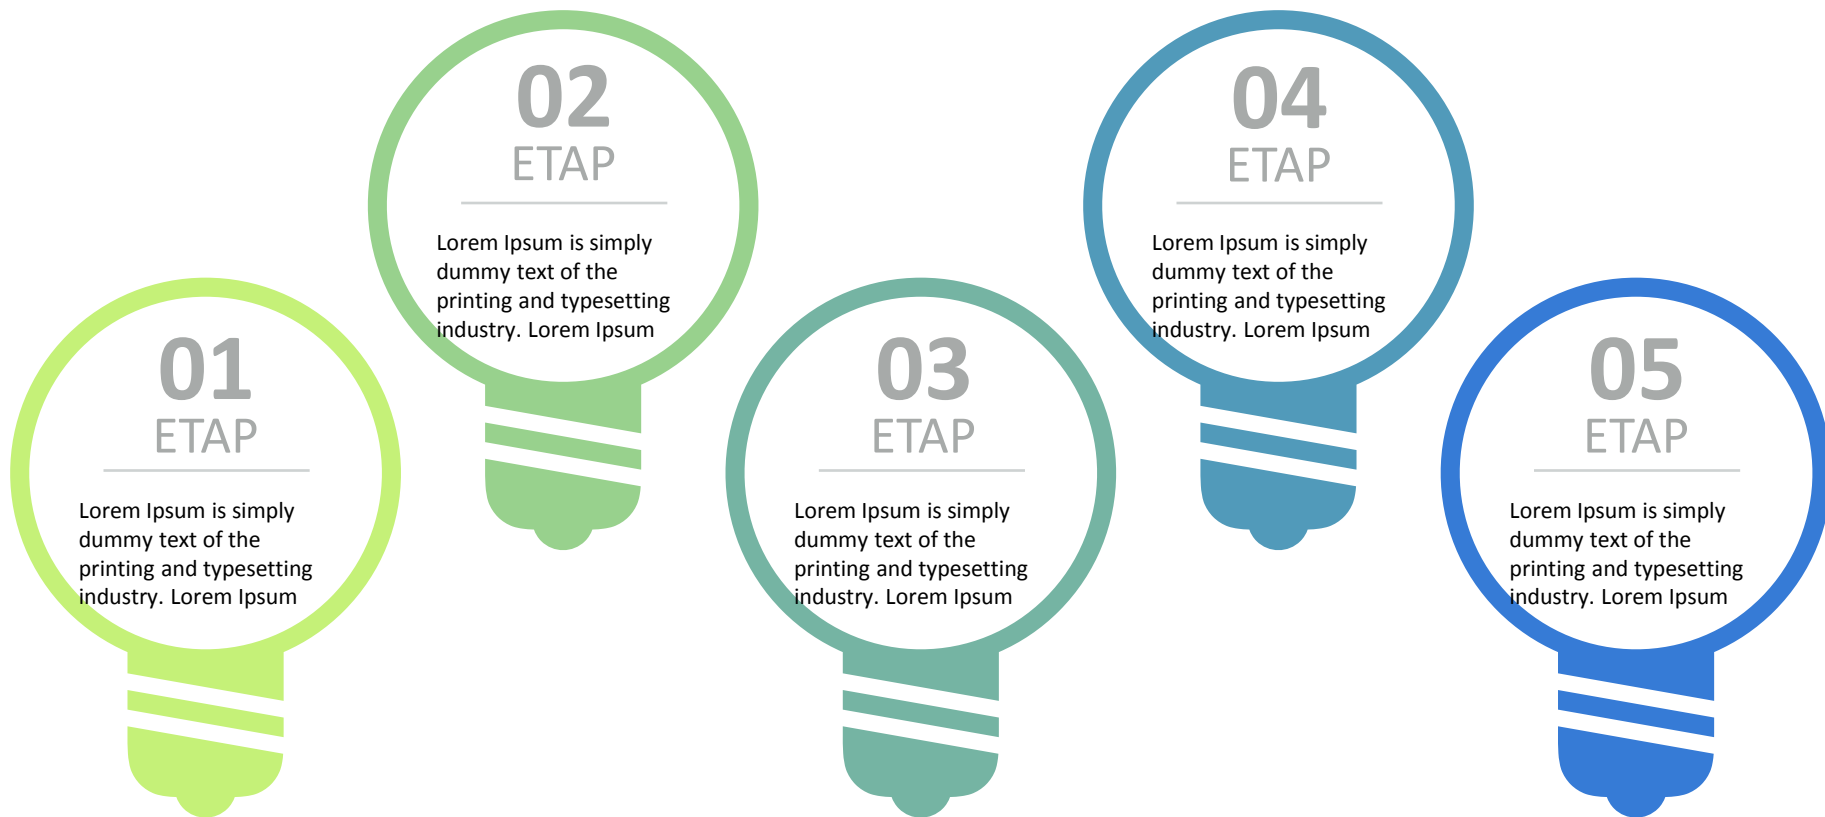 01
ETAP
Lorem Ipsum is simply
dummy text of the
printing and typesetting
industry. Lorem Ipsum
02
ETAP
Lorem Ipsum is simply
dummy text of the
printing and typesetting
industry. Lorem Ipsum
03
ETAP
Lorem Ipsum is simply
dummy text of the
printing and typesetting
industry. Lorem Ipsum
04
ETAP
Lorem Ipsum is simply
dummy text of the
printing and typesetting
industry. Lorem Ipsum
05
ETAP
Lorem Ipsum is simply
dummy text of the
printing and typesetting
industry. Lorem Ipsum